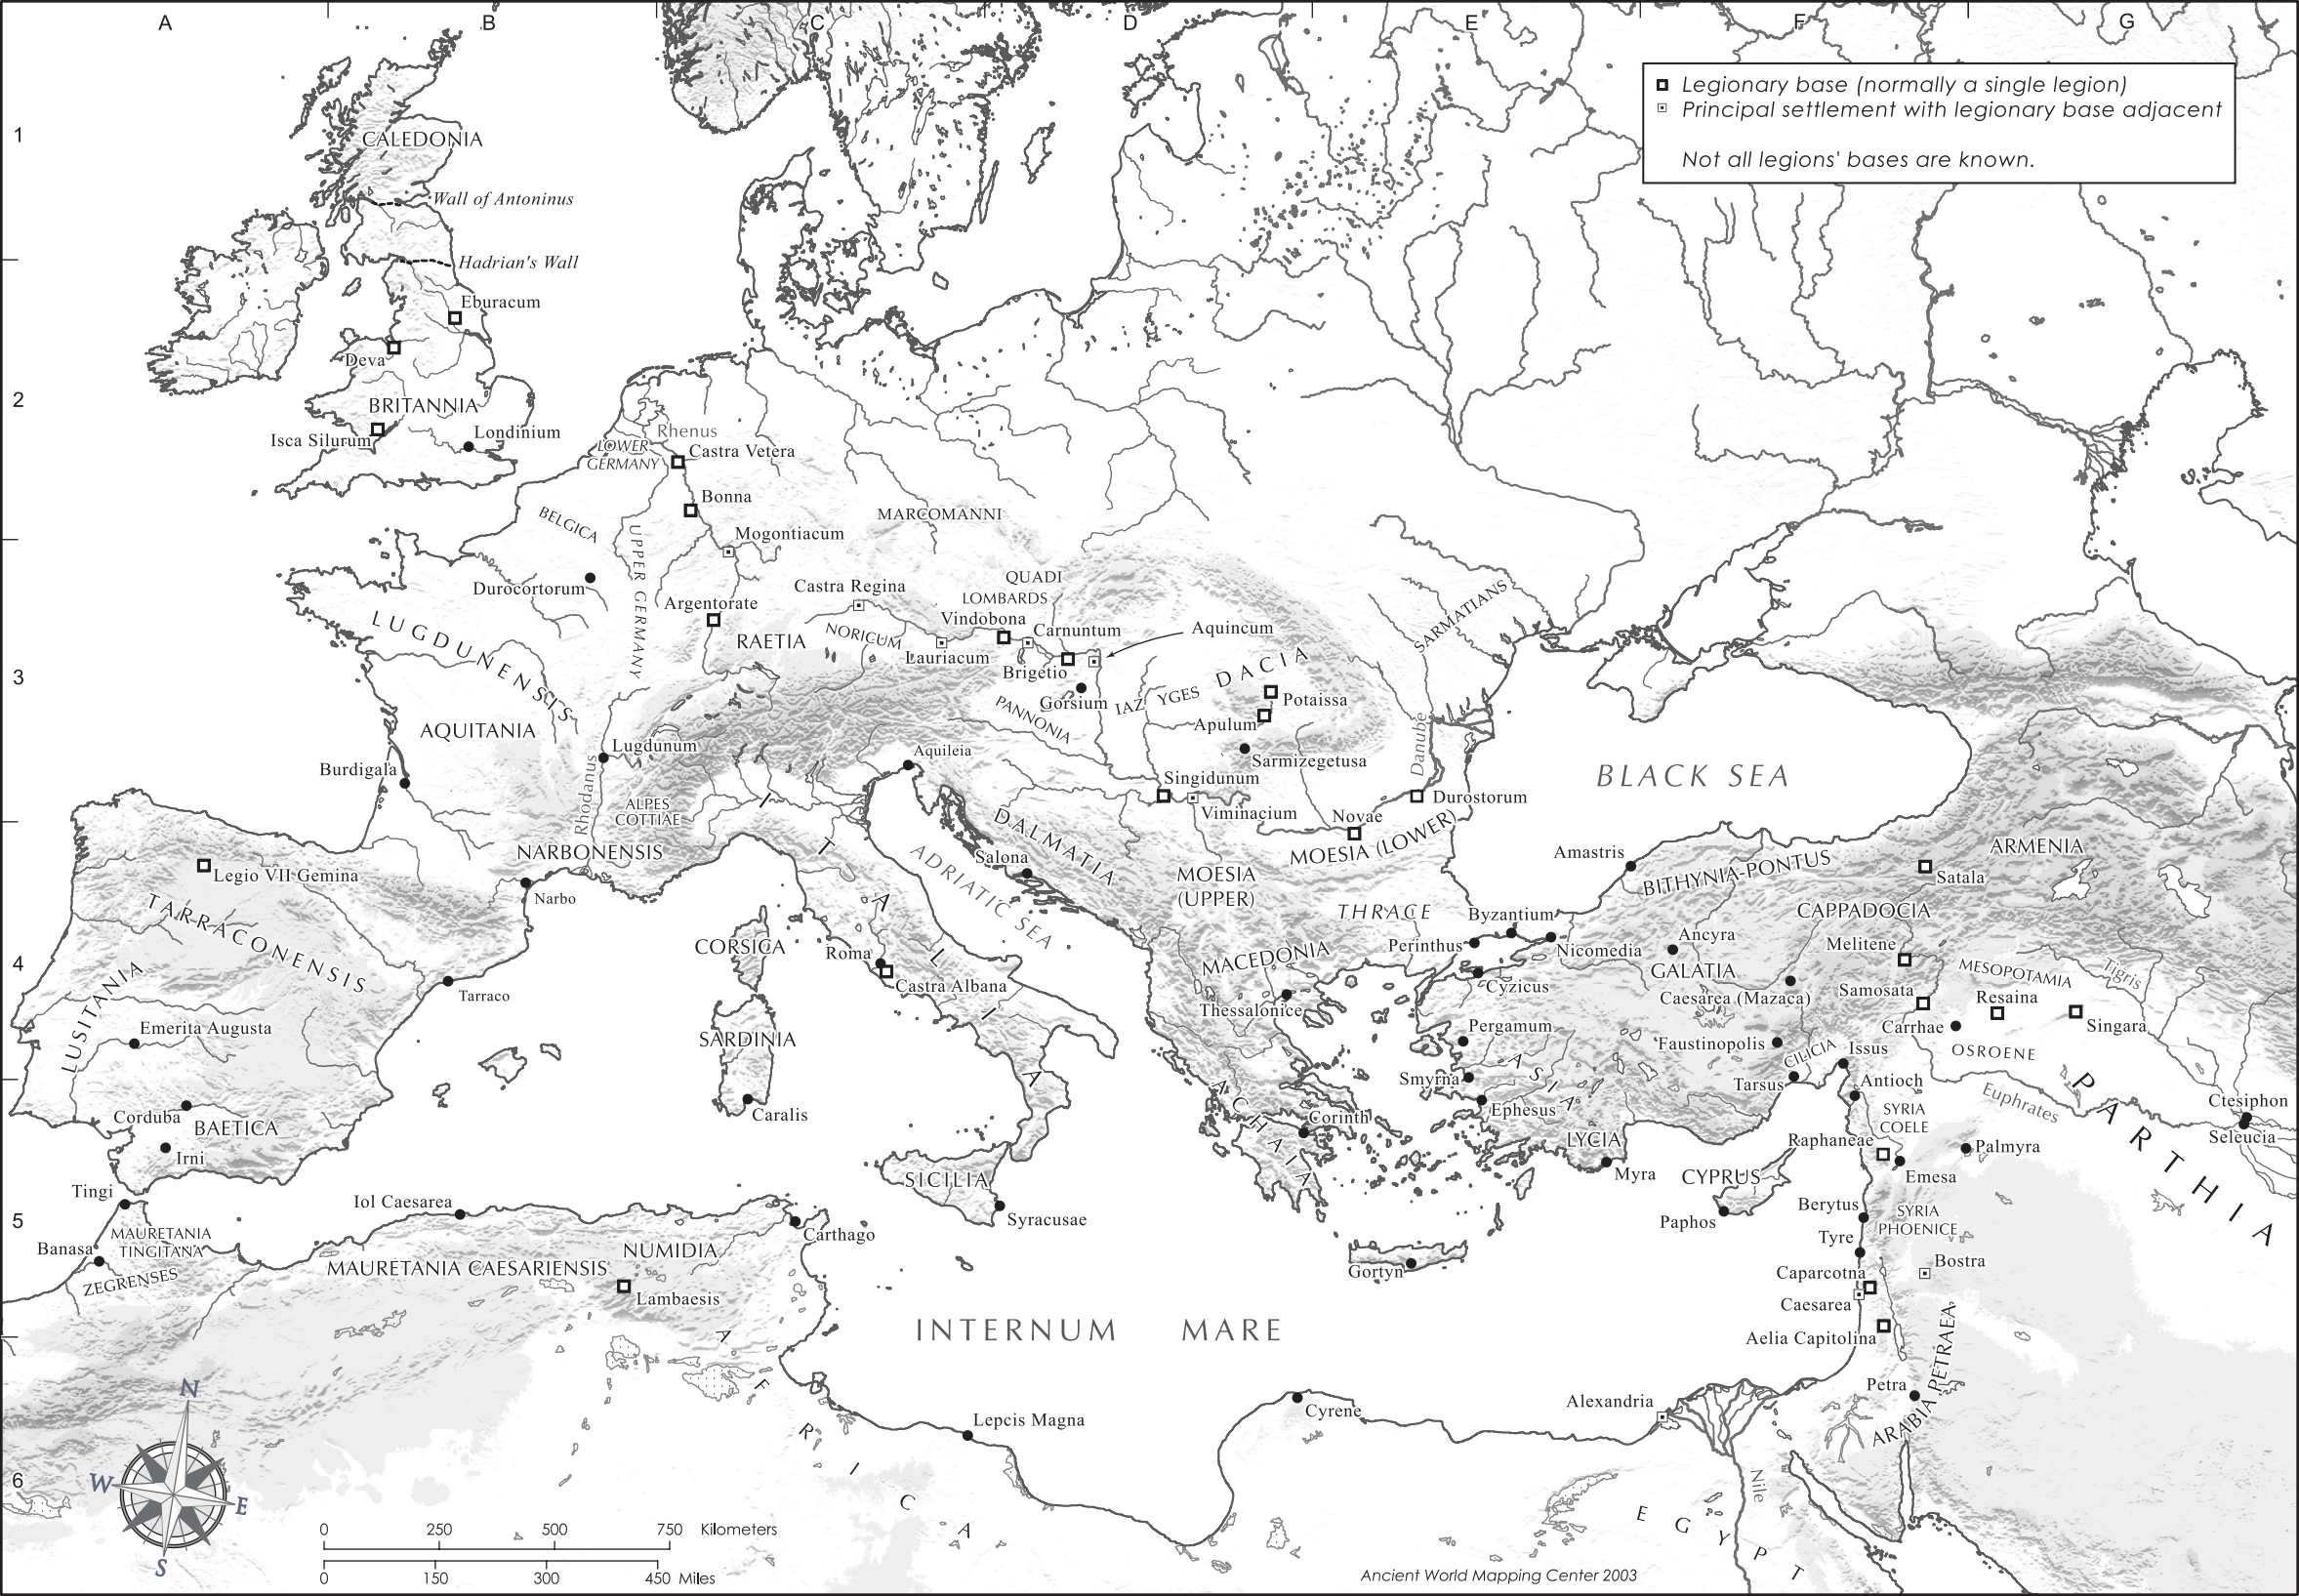 A
B
C
D
E
F
G
1
2
3
4
5
6
Legionary base (normally a single legion)
Principal settlement with legionary base adjacent
Not all legions' bases are known.
CALEDONIA
Wall of Antoninus
Hadrian's Wall
Eburacum
Deva
BRITANNIA
Isca Silurum
Londinium
Rhenus
LOWER
GERMANY
Castra Vetera
Bonna
BELGICA
UPPER GERMANY
MARCOMANNI
Mogontiacum
Durocortorum
Castra Regina
QUADI
LOMBARDS
Argentorate
Vindobona
LUGDUNENSIS
RAETIA
NORICUM
Carnuntum
Aquincum
Lauriacum
Brigetio
SARMATIANS
Gorsium
IAZYGES
DACIA
Potaissa
PANNONIA
Apulum
AQUITANIA
Lugdunum
Aquileia
Sarmizegetusa
Danube
Burdigala
Rhodanus
ALPES
COTTIAE
Singidunum
Viminacium
Durostorum
BLACK SEA
Novae
MOESIA (LOWER)
NARBONENSIS
ITALIA
ADRIATIC SEA
DALMATIA
Salona
MOESIA
(UPPER)
Amastris
BITHYNIA-PONTUS
ARMENIA
Satala
Legio VII Gemina
Narbo
TARRACONENSIS
THRACE
Byzantium
CAPPADOCIA
CORSICA
Roma
MACEDONIA
Perinthus
Nicomedia
Ancyra
Melitene
LUSITANIA
Tarraco
Castra Albana
Cyzicus
GALATIA
MESOPOTAMIA
Tigris
Thessalonice
Caesarea (Mazaca)
Samosata
Resaina
Emerita Augusta
SARDINIA
Pergamum
Faustinopolis
Carrhae
Singara
CILICIA
Issus
OSROENE
ASIA
Smyrna
Tarsus
Antioch
PARTHIA
Euphrates
Ctesiphon
Seleucia
Caralis
ACHAIA
Corinth
Ephesus
SYRIA
COELE
Corduba
BAETICA
LYCIA
Raphaneae
Palmyra
Irni
Myra
CYPRUS
Emesa
Tingi
Iol Caesarea
SICILIA
Syracusae
Paphos
Berytus
SYRIA
PHOENICE
MAURETANIA
TINGITANA
NUMIDIA
Carthago
Tyre
Banasa
ZEGRENSES
MAURETANIA CAESARIENSIS
Gortyn
Bostra
Caparcotna
Lambaesis
Caesarea
INTERNUM MARE
Aelia Capitolina
AFRICA
ARABIA PETRAEA
Petra
Alexandria
Lepcis Magna
Cyrene
Nile
EGYPT
N
W
E
S
0 250 500 750 Kilometers
0 150 300 450 Miles
Ancient World Mapping Center 2003